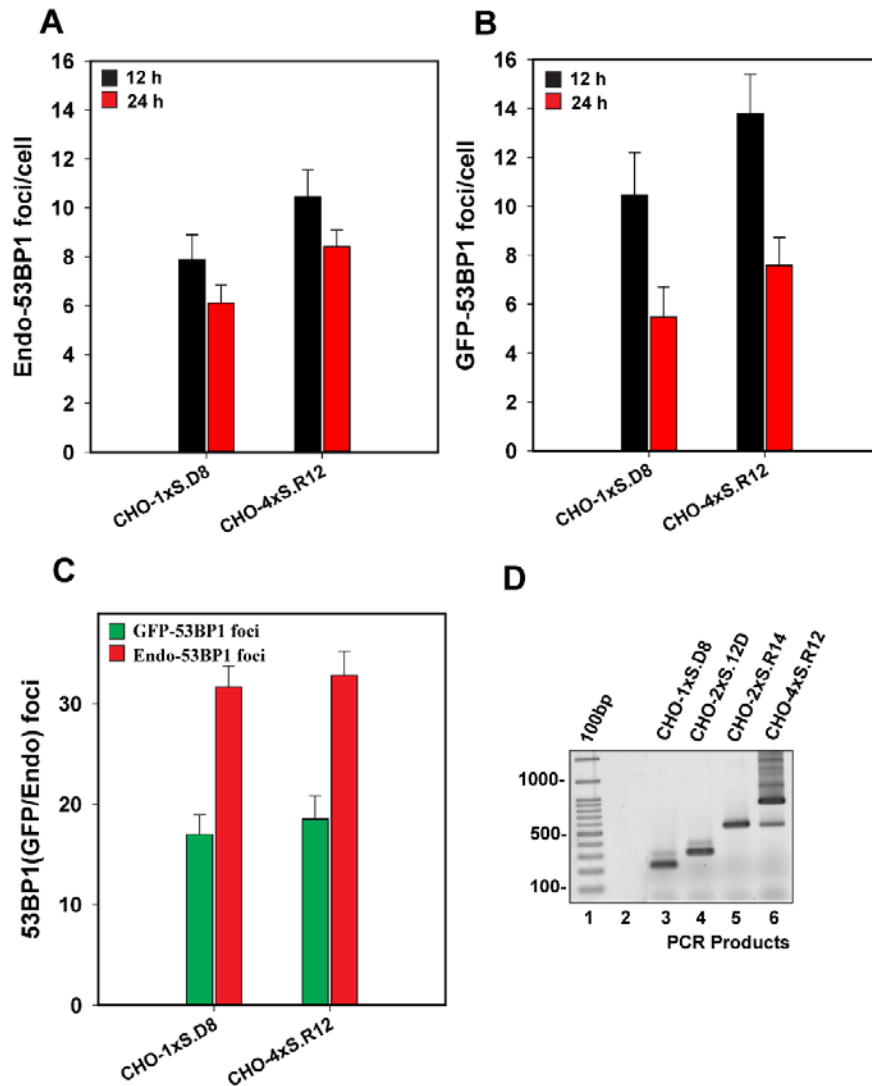 A
16
14
12
10
8
6
4
2
0
Endo-53BP1 foci/cell
12 h
24 h
CHO-1xS.D8
CHO-4xS.R12
B
16
14
12
10
8
6
4
2
0
GFP-53BP1 foci/cell
12 h
24 h
CHO-1xS.D8
CHO-4xS.R12
C
30
20
10
0
53BP1(GFP/Endo) foci
GFP-53BP1 foci
Endo-53BP1 foci
CHO-1xS.D8
CHO-4xS.R12
D
100bp
CHO-1xS.D8
CHO-2xS.12D
CHO-2xS.R14
CHO-4xS.R12
1000-
500-
100-
1 2 3 4 5 6
PCR Products